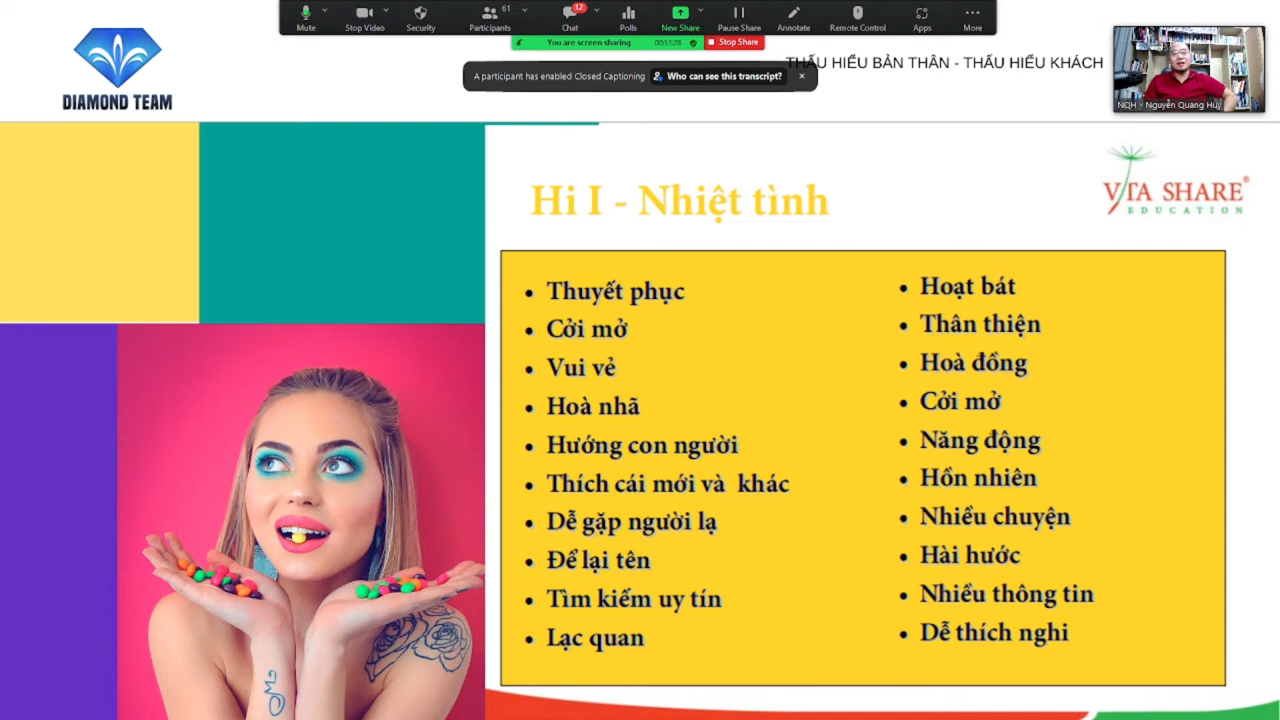 Mute
Stop Video
Security
61
Participants
12
Chat
Polls
New Share
Pause Share
Annotate
Remote Control
Apps
More
You are screen sharing
Stop Share
A participant has enabled Closed Captioning
Who can see this transcript?
THẤU HIỂU BẢN THÂN - THẤU HIỂU KHÁCH
NQH - Nguyễn Quang Huy
DIAMOND TEAM
VITA SHARE®
EDUCATION
Hi I - Nhiệt tình
• Thuyết phục
• Cởi mở
• Vui vẻ
• Hoà nhã
• Hướng con người
• Thích cái mới và khác
• Dễ gặp người lạ
• Để lại tên
• Tìm kiếm uy tín
• Lạc quan
• Hoạt bát
• Thân thiện
• Hoà đồng
• Cởi mở
• Năng động
• Hồn nhiên
• Nhiều chuyện
• Hài hước
• Nhiều thông tin
• Dễ thích nghi